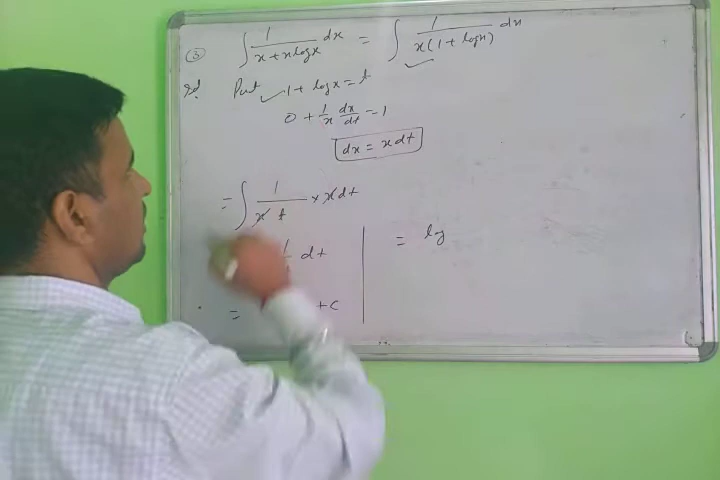 ③ ∫ 1/(x + x log x) dx = ∫ 1/(x(1 + log x)) dx
Sol. Put 1 + log x = t
0 + 1/x dx/dt = 1
dx = x dt
= ∫ 1/(x t) × x dt
dt
= + c
= log